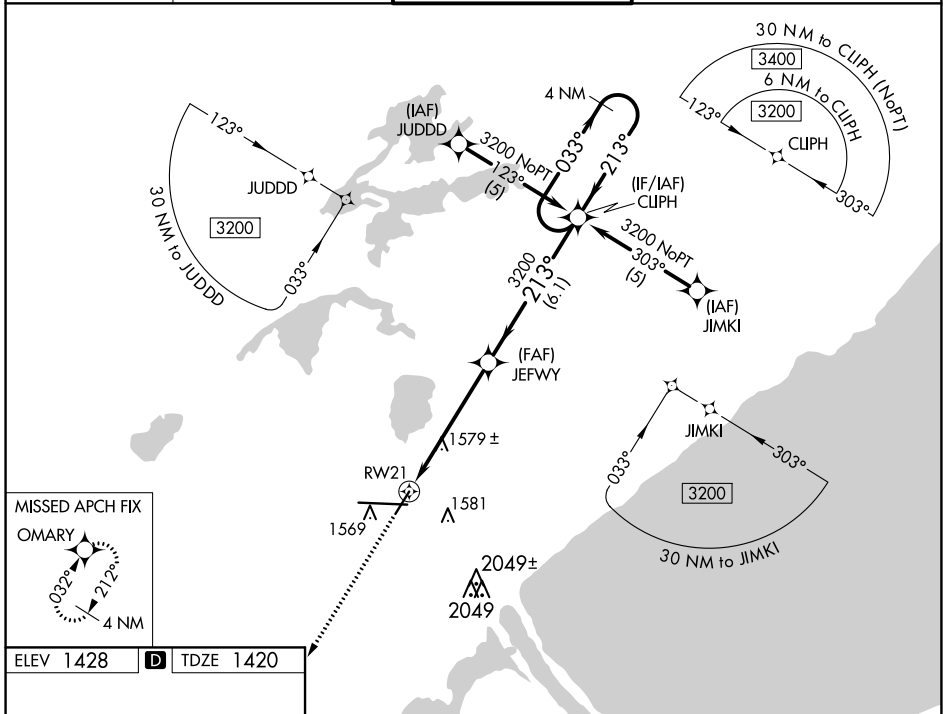 30 NM to CLIPH (NoPT)
3400
6 NM to CLIPH
3200
123°
CLIPH
303°
4 NM
(IAF)
JUDDD
3200 NoPT
123°
(5)
033°
213°
(IF/IAF)
CLIPH
3200 NoPT
303°
(5)
(IAF)
JIMKI
123°
JUDDD
3200
30 NM to JUDDD
033°
3200
213°
(6.1)
(FAF)
JEFWY
1579 ±
RW21
1569
1581
2049±
2049
JIMKI
033°
303°
3200
30 NM to JIMKI
MISSED APCH FIX
OMARY
032°
212°
4 NM
ELEV 1428 D TDZE 1420